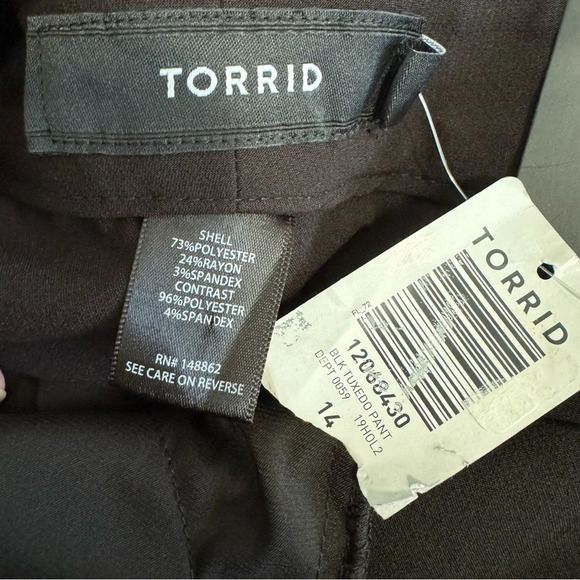 TORRID
SHELL
73%POLYESTER
24%RAYON
3%SPANDEX
CONTRAST
96%POLYESTER
4%SPANDEX
RN# 148862
SEE CARE ON REVERSE
TORRID
12068430
BLK TUXEDO PANT
DEPT 0059 19HOL2
14